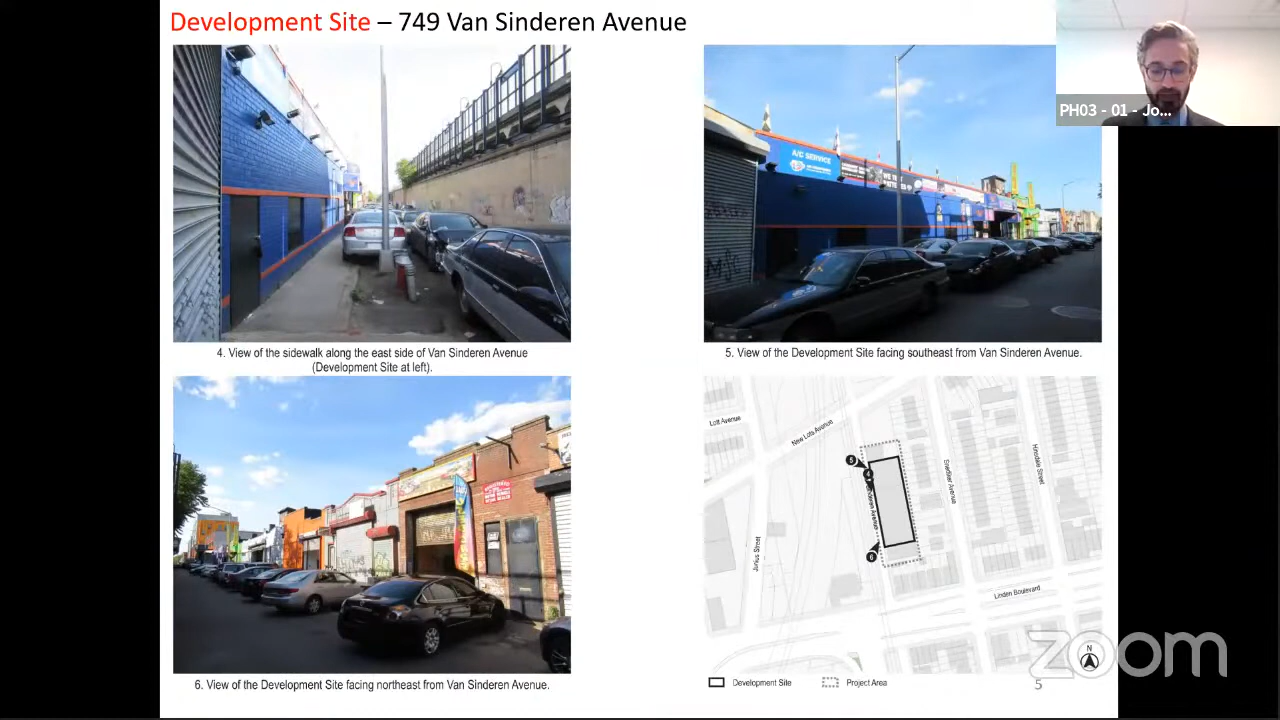 Development Site – 749 Van Sinderen Avenue
PH03 - 01 - Jo...
A/C SERVICE
4. View of the sidewalk along the east side of Van Sinderen Avenue
(Development Site at left).
5. View of the Development Site facing southeast from Van Sinderen Avenue.
Lott Avenue
New Lots Avenue
5
Snediker Avenue
Hinsdale Street
Sinderen Avenue
6
Junius Street
Linden Boulevard
6. View of the Development Site facing northeast from Van Sinderen Avenue.
Development Site
Project Area
N
5
zoom